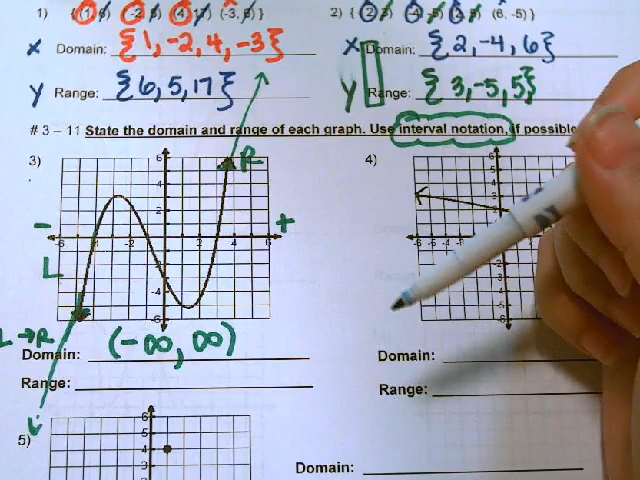 1) { (1, 6) (-2, 5) (4, 17) (-3, 6) } 2) { (2, 3) (-4, -5) (2, 5) (6, -5) }
x Domain: {1, -2, 4, -3} x Domain: {2, -4, 6}
y Range: {6, 5, 17} y Range: {3, -5, 5}
# 3 – 11 State the domain and range of each graph. Use interval notation, if possible
3) 4)
R
- +
L
L → R (-∞, ∞)
Domain: Domain:
Range: Range:
5)
Domain: